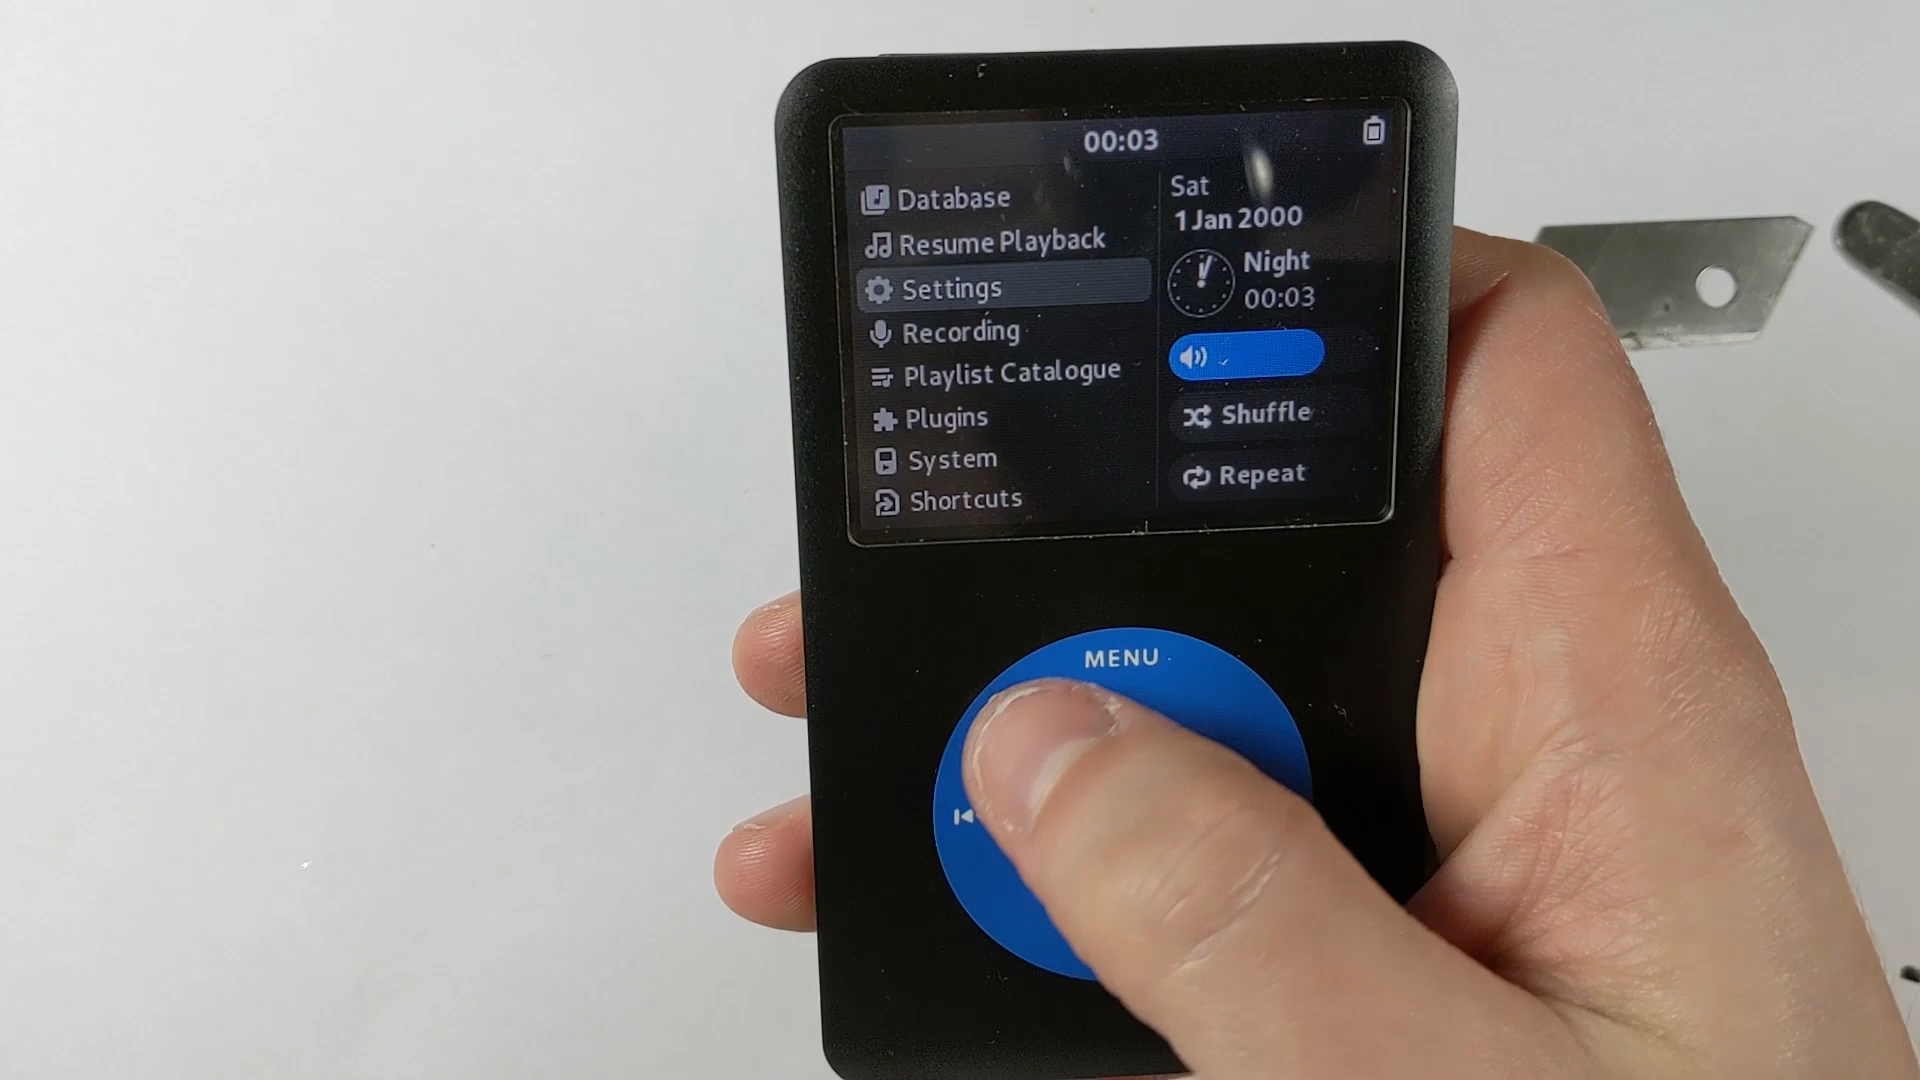 00:03
Database
Resume Playback
Settings
Recording
Playlist Catalogue
Plugins
System
Shortcuts
Sat
1 Jan 2000
Night
00:03
Shuffle
Repeat
MENU